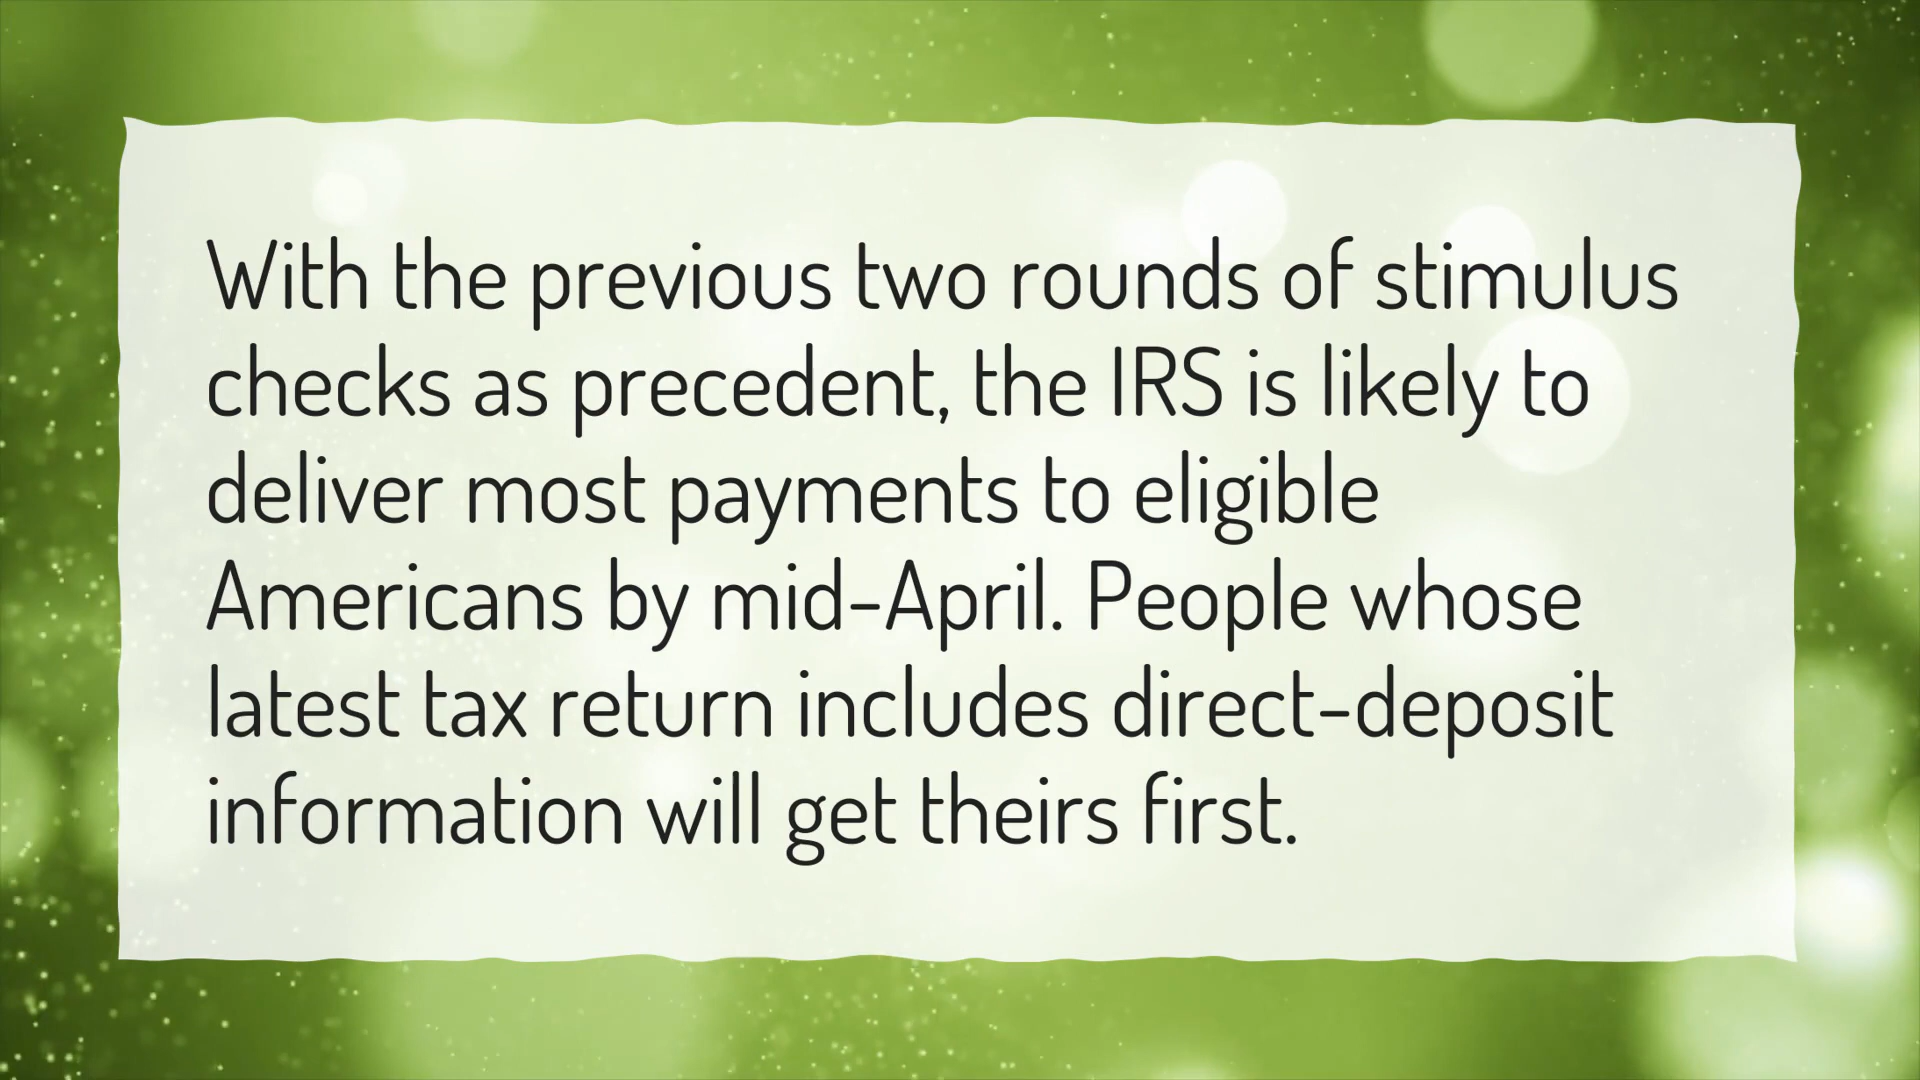 With the previous two rounds of stimulus
checks as precedent, the IRS is likely to
deliver most payments to eligible
Americans by mid-April. People whose
latest tax return includes direct-deposit
information will get theirs first.